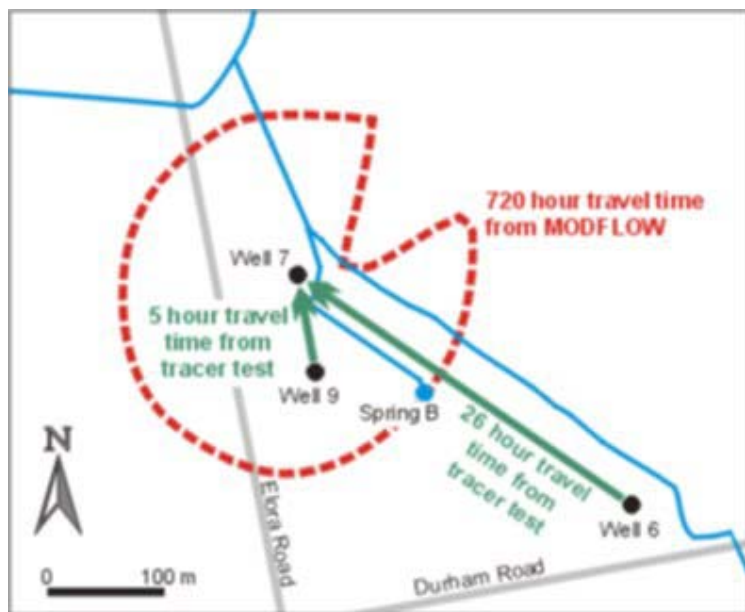 720 hour travel time
from MODFLOW
Well 7
5 hour travel
time from
tracer test
Well 9
Spring B
26 hour travel
time from
tracer test
Well 6
N
Elora Road
Durham Road
0 100 m